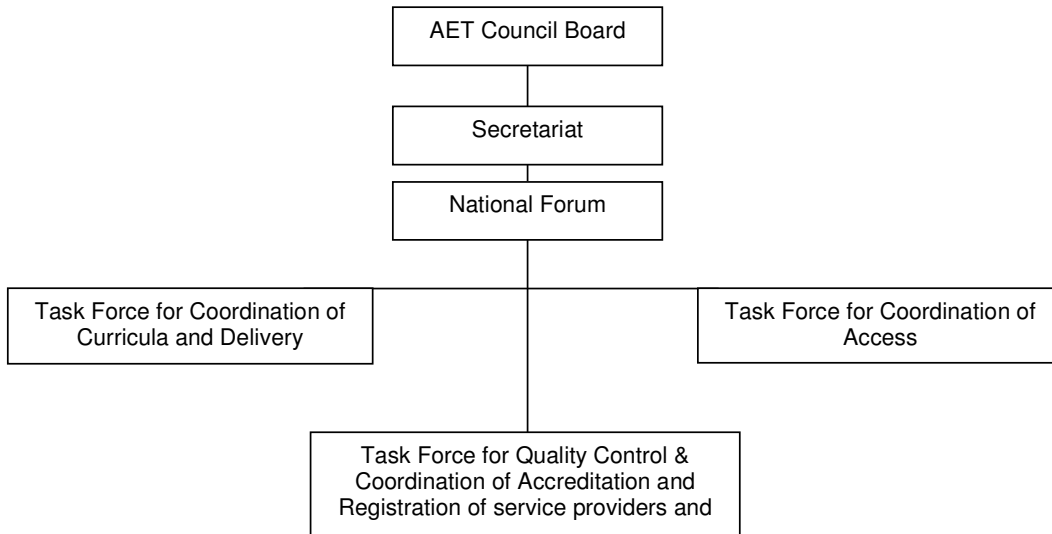 AET Council Board
Secretariat
National Forum
Task Force for Coordination of
Curricula and Delivery
Task Force for Coordination of
Access
Task Force for Quality Control &
Coordination of Accreditation and
Registration of service providers and